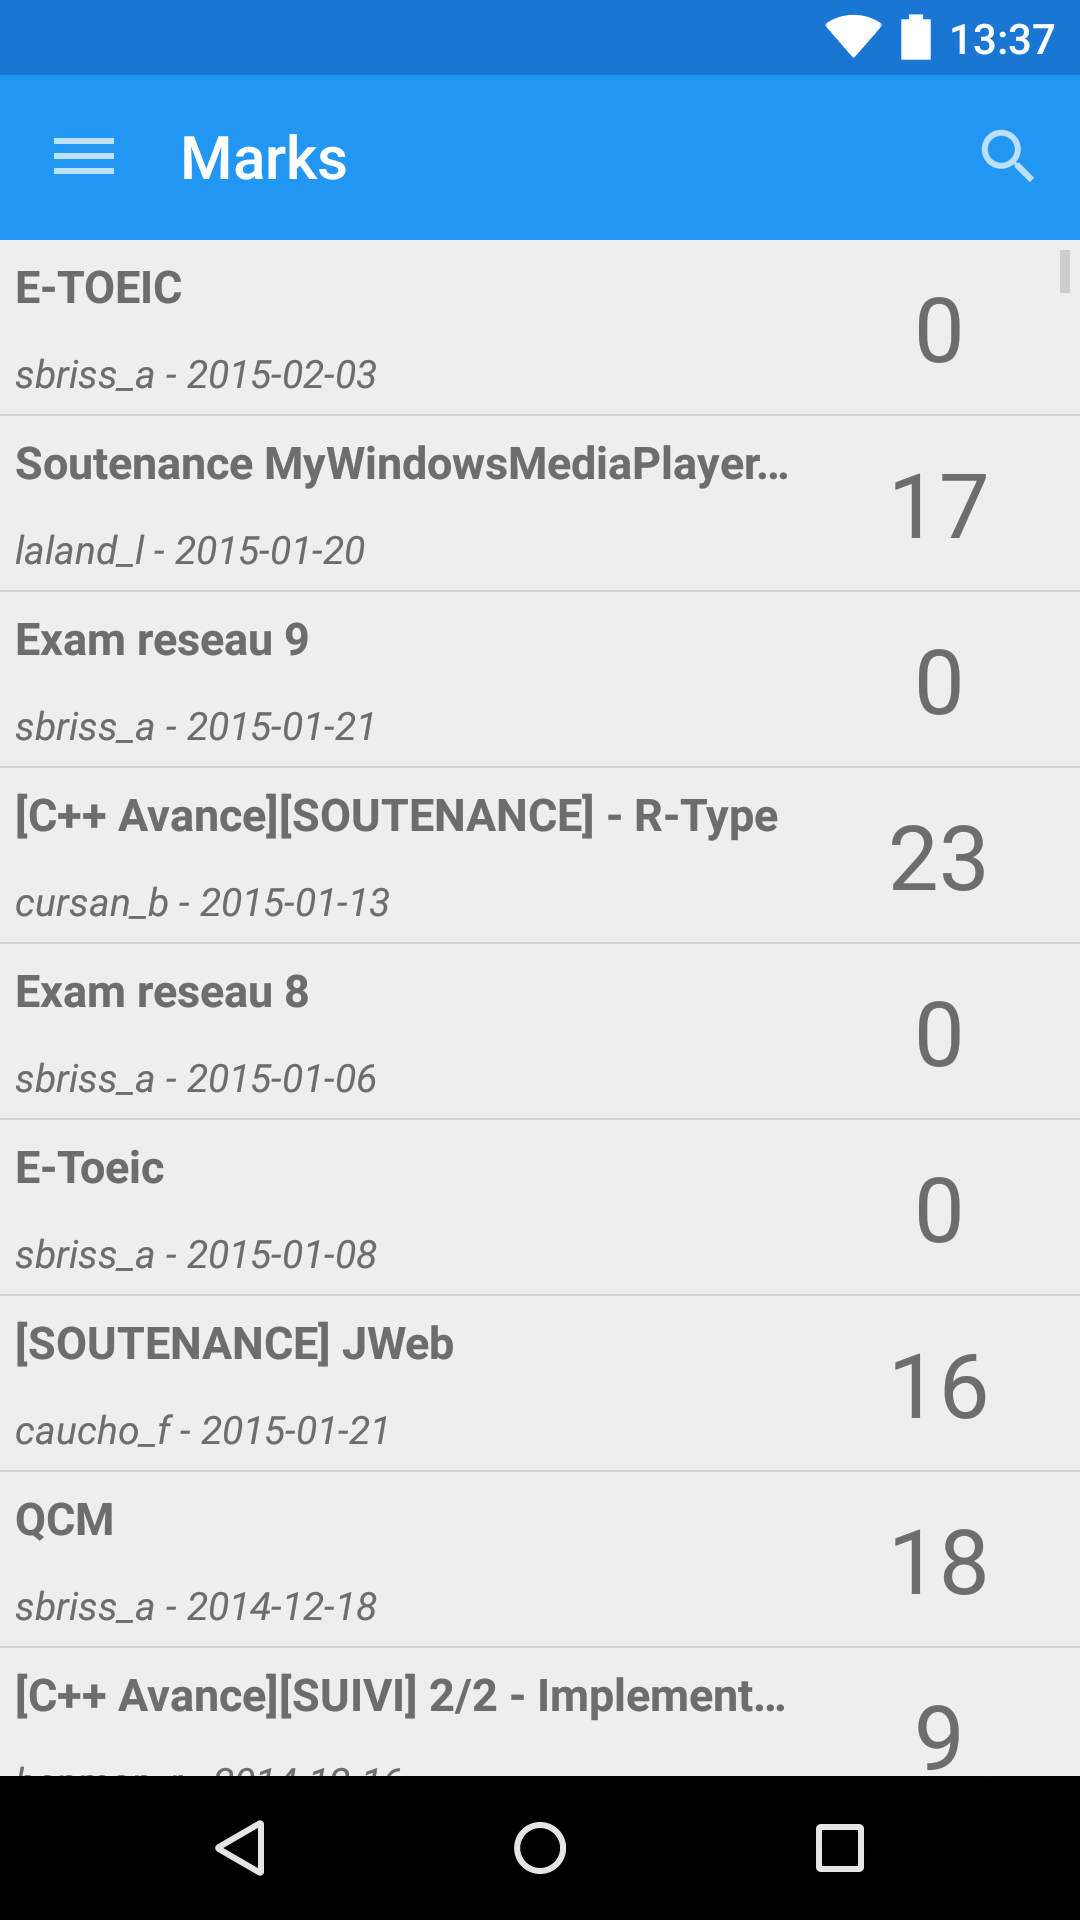 13:37
Marks
E-TOEIC
0
sbriss_a - 2015-02-03
Soutenance MyWindowsMediaPlayer...
17
laland_l - 2015-01-20
Exam reseau 9
0
sbriss_a - 2015-01-21
[C++ Avance][SOUTENANCE] - R-Type
23
cursan_b - 2015-01-13
Exam reseau 8
0
sbriss_a - 2015-01-06
E-Toeic
0
sbriss_a - 2015-01-08
[SOUTENANCE] JWeb
16
caucho_f - 2015-01-21
QCM
18
sbriss_a - 2014-12-18
[C++ Avance][SUIVI] 2/2 - Implement...
9